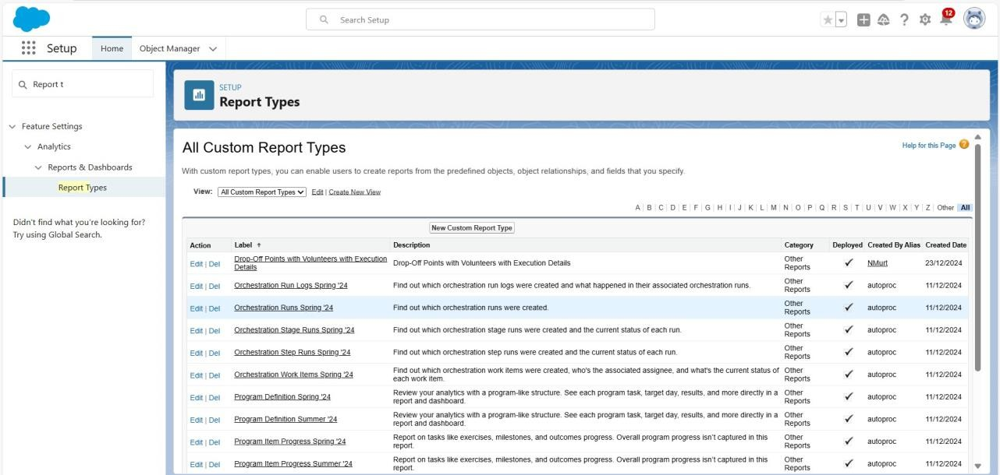 Search Setup
12
Setup
Home
Object Manager
Report t
Feature Settings
Analytics
Reports & Dashboards
Report Types
Didn't find what you're looking for?
Try using Global Search.
SETUP
Report Types
All Custom Report Types
Help for this Page ?
With custom report types, you can enable users to create reports from the predefined objects, object relationships, and fields that you specify.
View: All Custom Report Types Edit | Create New View
A | B | C | D | E | F | G | H | I | J | K | L | M | N | O | P | Q | R | S | T | U | V | W | X | Y | Z | Other | All
New Custom Report Type
Action Label ↑ Description Category Deployed Created By Alias Created Date
Edit | Del Drop-Off Points with Volunteers with Execution Details Drop-Off Points with Volunteers with Execution Details Other Reports ✓ NMurt 23/12/2024
Edit | Del Orchestration Run Logs Spring '24 Find out which orchestration run logs were created and what happened in their associated orchestration runs. Other Reports ✓ autoproc 11/12/2024
Edit | Del Orchestration Runs Spring '24 Find out which orchestration runs were created. Other Reports ✓ autoproc 11/12/2024
Edit | Del Orchestration Stage Runs Spring '24 Find out which orchestration stage runs were created and the current status of each run. Other Reports ✓ autoproc 11/12/2024
Edit | Del Orchestration Step Runs Spring '24 Find out which orchestration step runs were created and the current status of each run. Other Reports ✓ autoproc 11/12/2024
Edit | Del Orchestration Work Items Spring '24 Find out which orchestration work items were created, who's the associated assignee, and what's the current status of each work item. Other Reports ✓ autoproc 11/12/2024
Edit | Del Program Definition Spring '24 Review your analytics with a program-like structure. See each program task, target day, results, and more directly in a report and dashboard. Other Reports ✓ autoproc 11/12/2024
Edit | Del Program Definition Summer '24 Review your analytics with a program-like structure. See each program task, target day, results, and more directly in a report and dashboard. Other Reports ✓ autoproc 11/12/2024
Edit | Del Program Item Progress Spring '24 Report on tasks like exercises, milestones, and outcomes progress. Overall program progress isn't captured in this report. Other Reports ✓ autoproc 11/12/2024
Edit | Del Program Item Progress Summer '24 Report on tasks like exercises, milestones, and outcomes progress. Overall program progress isn't captured in this report. Other Reports ✓ autoproc 11/12/2024